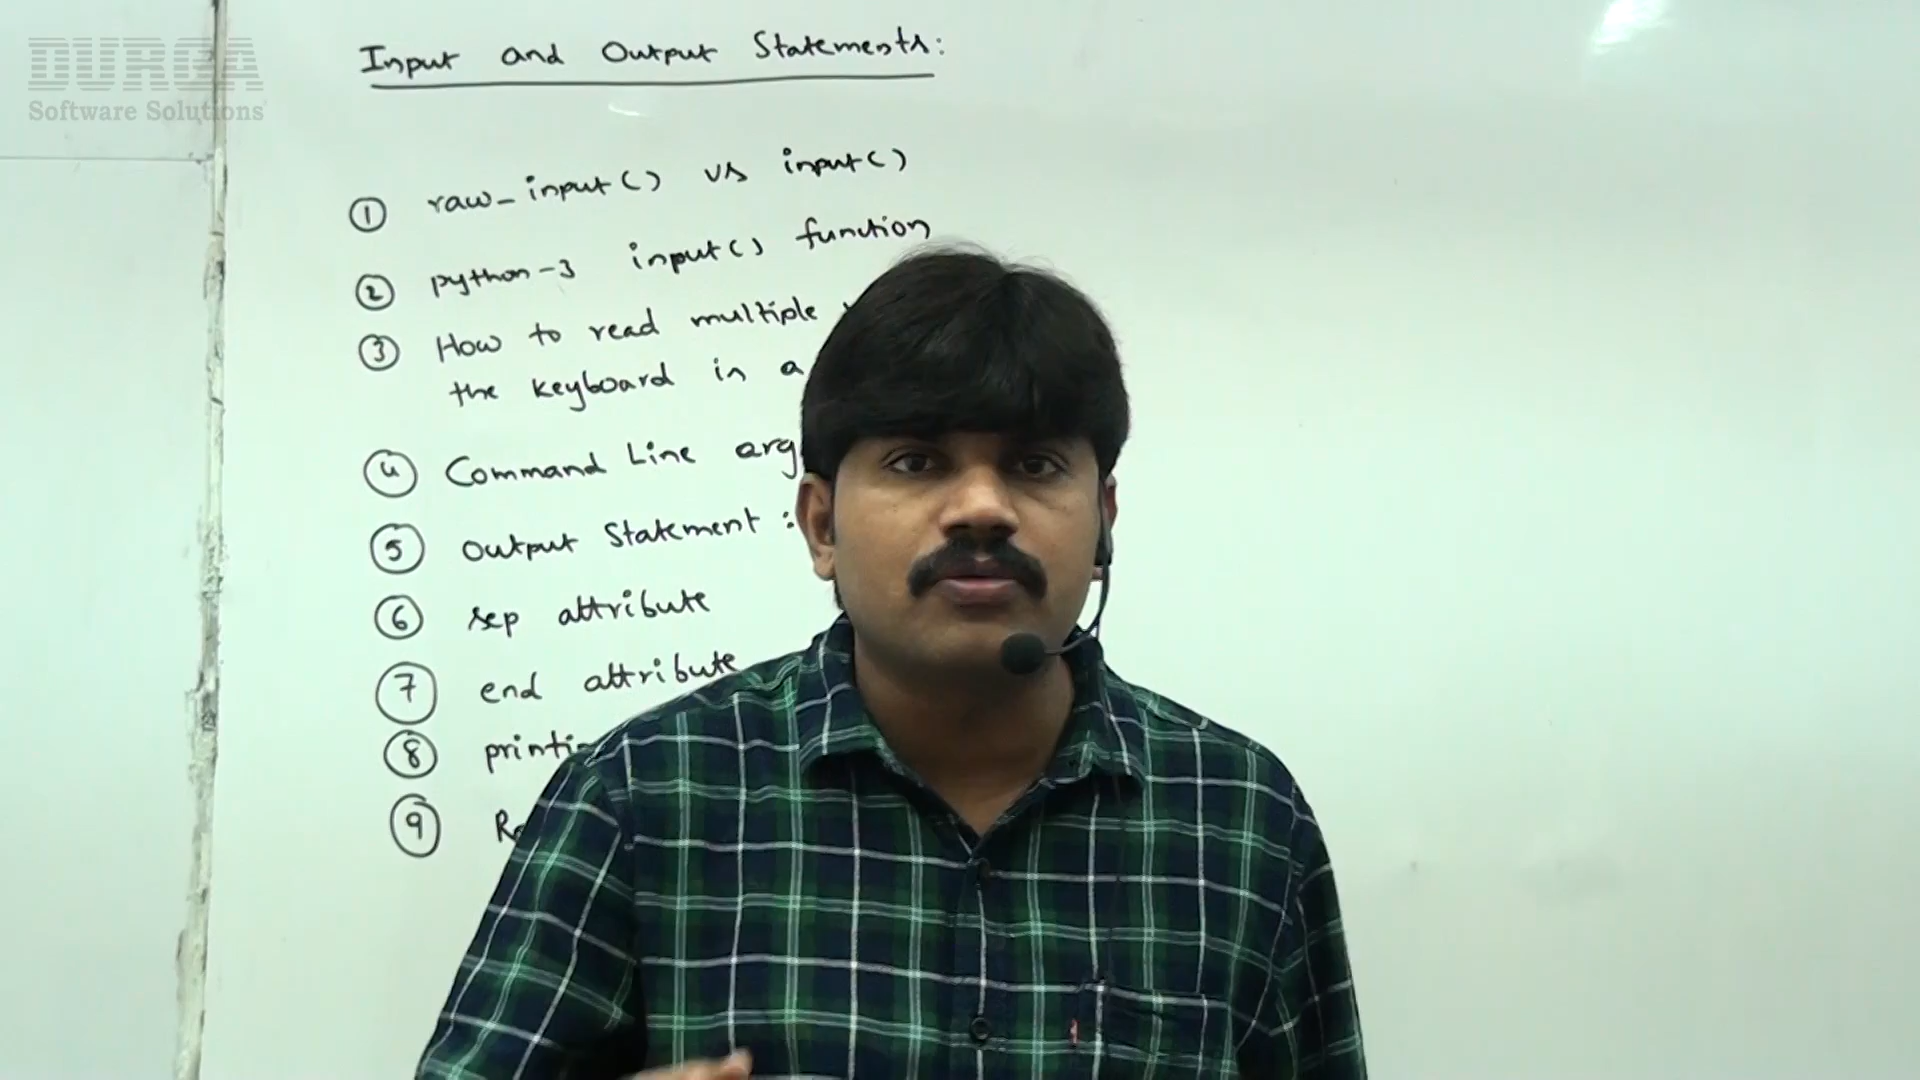 DURGA
Software Solutions
Input and Output Statements:
① raw_input() vs input()
② python-3 input() function
③ How to read multiple
the keyboard in a
④ Command Line arg
⑤ Output Statement :
⑥ sep attribute
⑦ end attribute
⑧ printi
⑨ Re